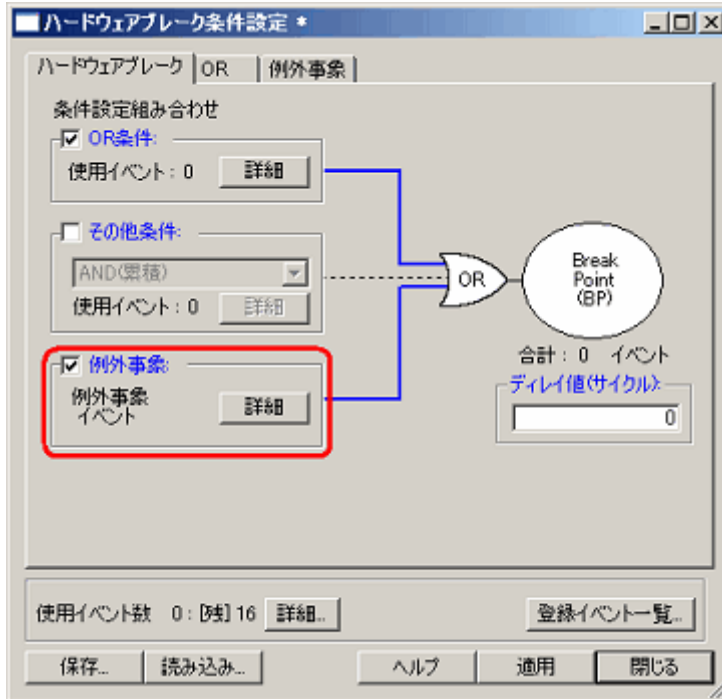 ハードウェアブレーク条件設定 *
ハードウェアブレーク OR 例外事象
条件設定組み合わせ
OR条件:
使用イベント: 0 詳細
その他条件:
AND(累積)
使用イベント: 0 詳細
例外事象:
例外事象
イベント
詳細
OR
Break
Point
(BP)
合計: 0 イベント
ディレイ値(サイクル):
0
使用イベント数 0: [残] 16 詳細... 登録イベント一覧...
保存... 読み込み... ヘルプ 適用 閉じる